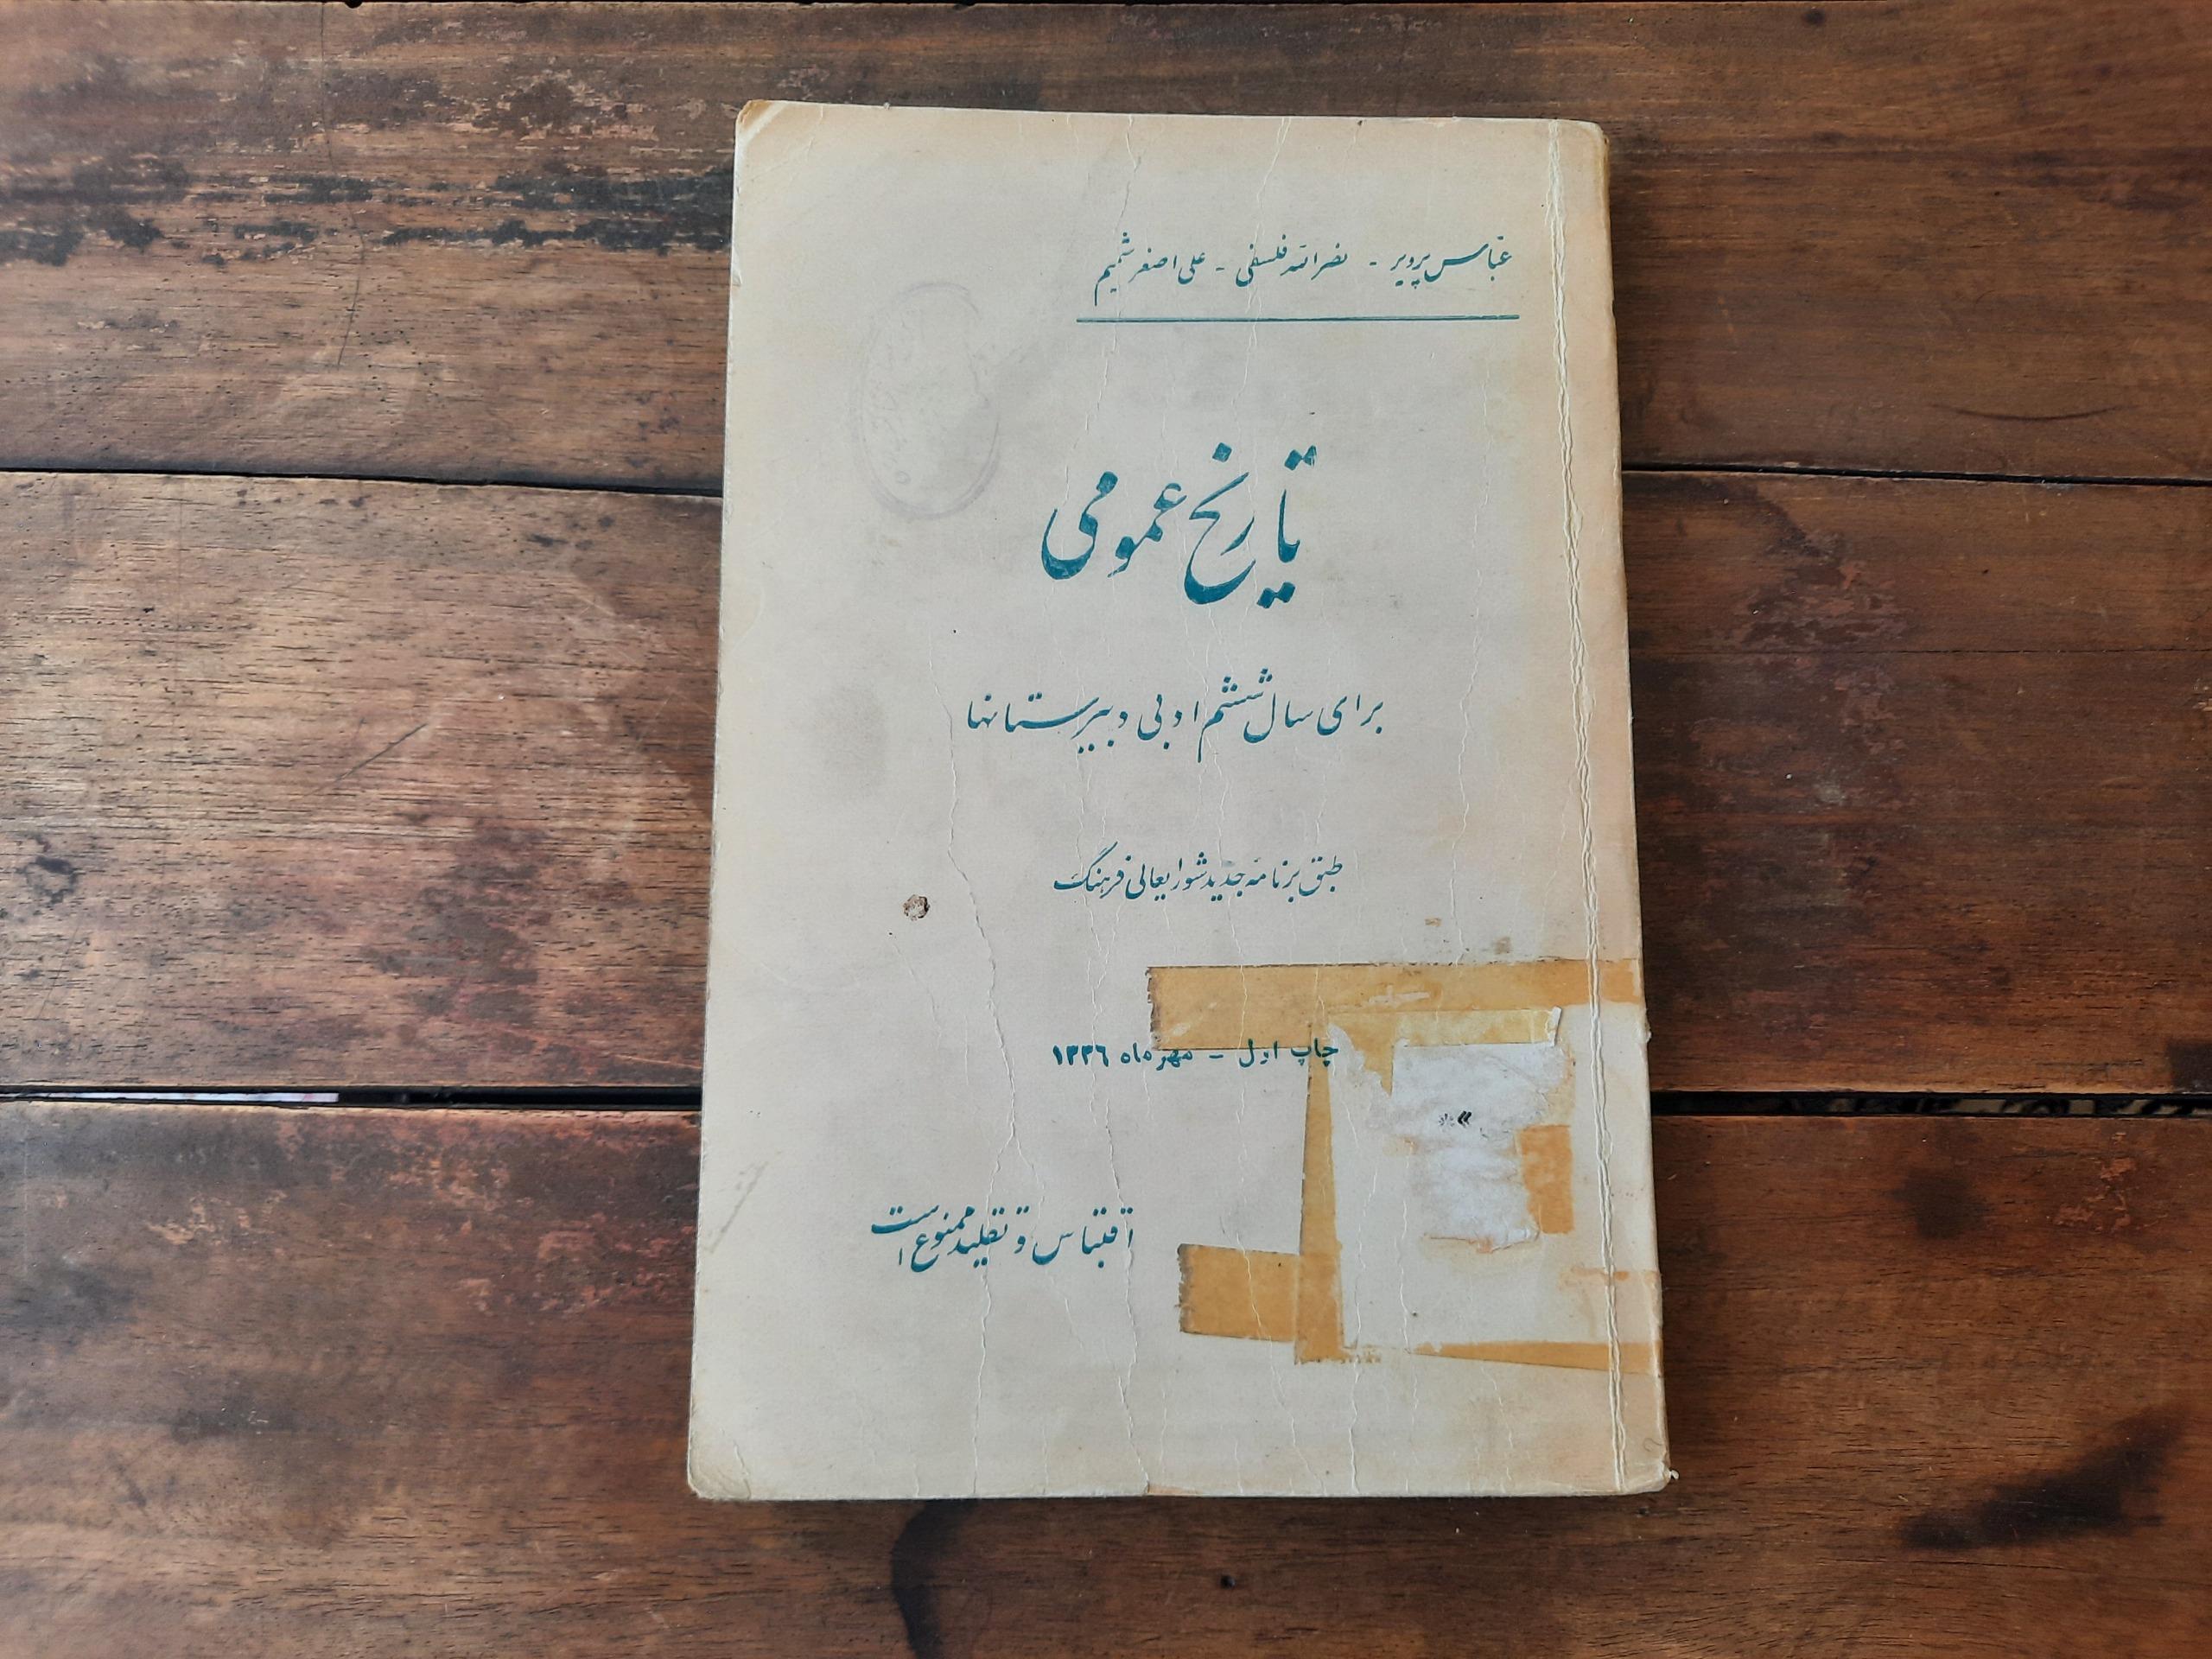 عباس پرویز - نصرالله فلسفی - علی اصغر شمیم
تاریخ عمومی
برای سال ششم ادبی دبیرستانها
طبق برنامه جدید شورایعالی فرهنگ
چاپ اول - مهرماه ۱۳۳۶
اقتباس و تقلید ممنوع است